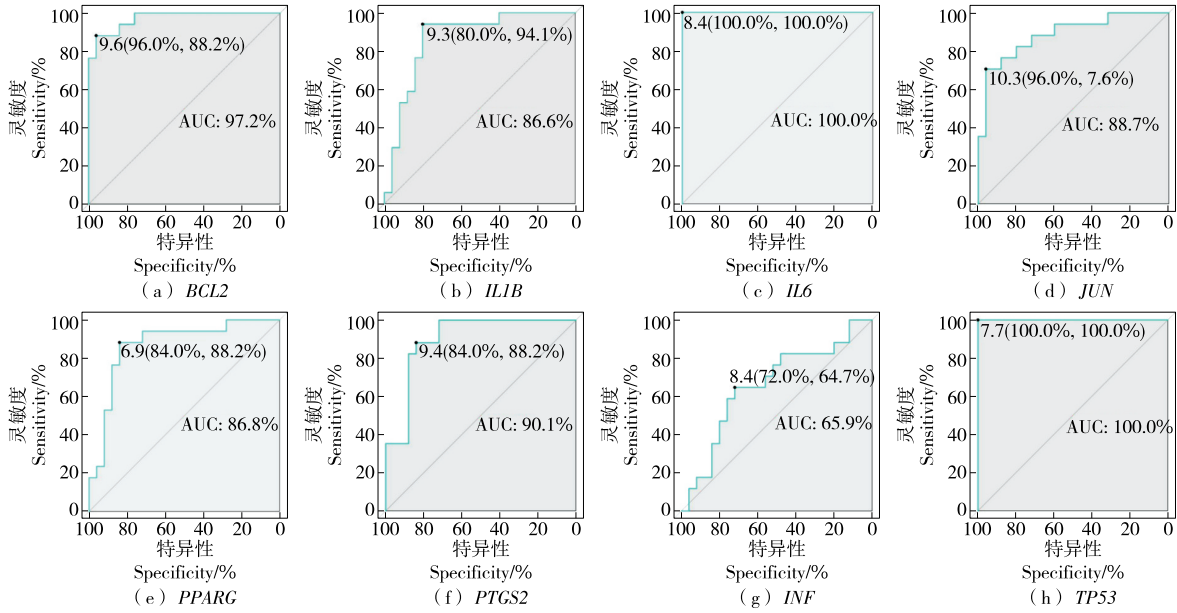 灵敏度
Sensitivity/%
100
80
60
40
20
0
9.6(96.0%, 88.2%)
AUC: 97.2%
100 80 60 40 20 0
特异性
Specificity/%
（a） BCL2
灵敏度
Sensitivity/%
100
80
60
40
20
0
9.3(80.0%, 94.1%)
AUC: 86.6%
100 80 60 40 20 0
特异性
Specificity/%
（b） IL1B
灵敏度
Sensitivity/%
100
80
60
40
20
0
8.4(100.0%, 100.0%)
AUC: 100.0%
100 80 60 40 20 0
特异性
Specificity/%
（c） IL6
灵敏度
Sensitivity/%
100
80
60
40
20
0
10.3(96.0%, 7.6%)
AUC: 88.7%
100 80 60 40 20 0
特异性
Specificity/%
（d） JUN
灵敏度
Sensitivity/%
100
80
60
40
20
0
6.9(84.0%, 88.2%)
AUC: 86.8%
100 80 60 40 20 0
特异性
Specificity/%
（e） PPARG
灵敏度
Sensitivity/%
100
80
60
40
20
0
9.4(84.0%, 88.2%)
AUC: 90.1%
100 80 60 40 20 0
特异性
Specificity/%
（f） PTGS2
灵敏度
Sensitivity/%
100
80
60
40
20
0
8.4(72.0%, 64.7%)
AUC: 65.9%
100 80 60 40 20 0
特异性
Specificity/%
（g） INF
灵敏度
Sensitivity/%
100
80
60
40
20
0
7.7(100.0%, 100.0%)
AUC: 100.0%
100 80 60 40 20 0
特异性
Specificity/%
（h） TP53